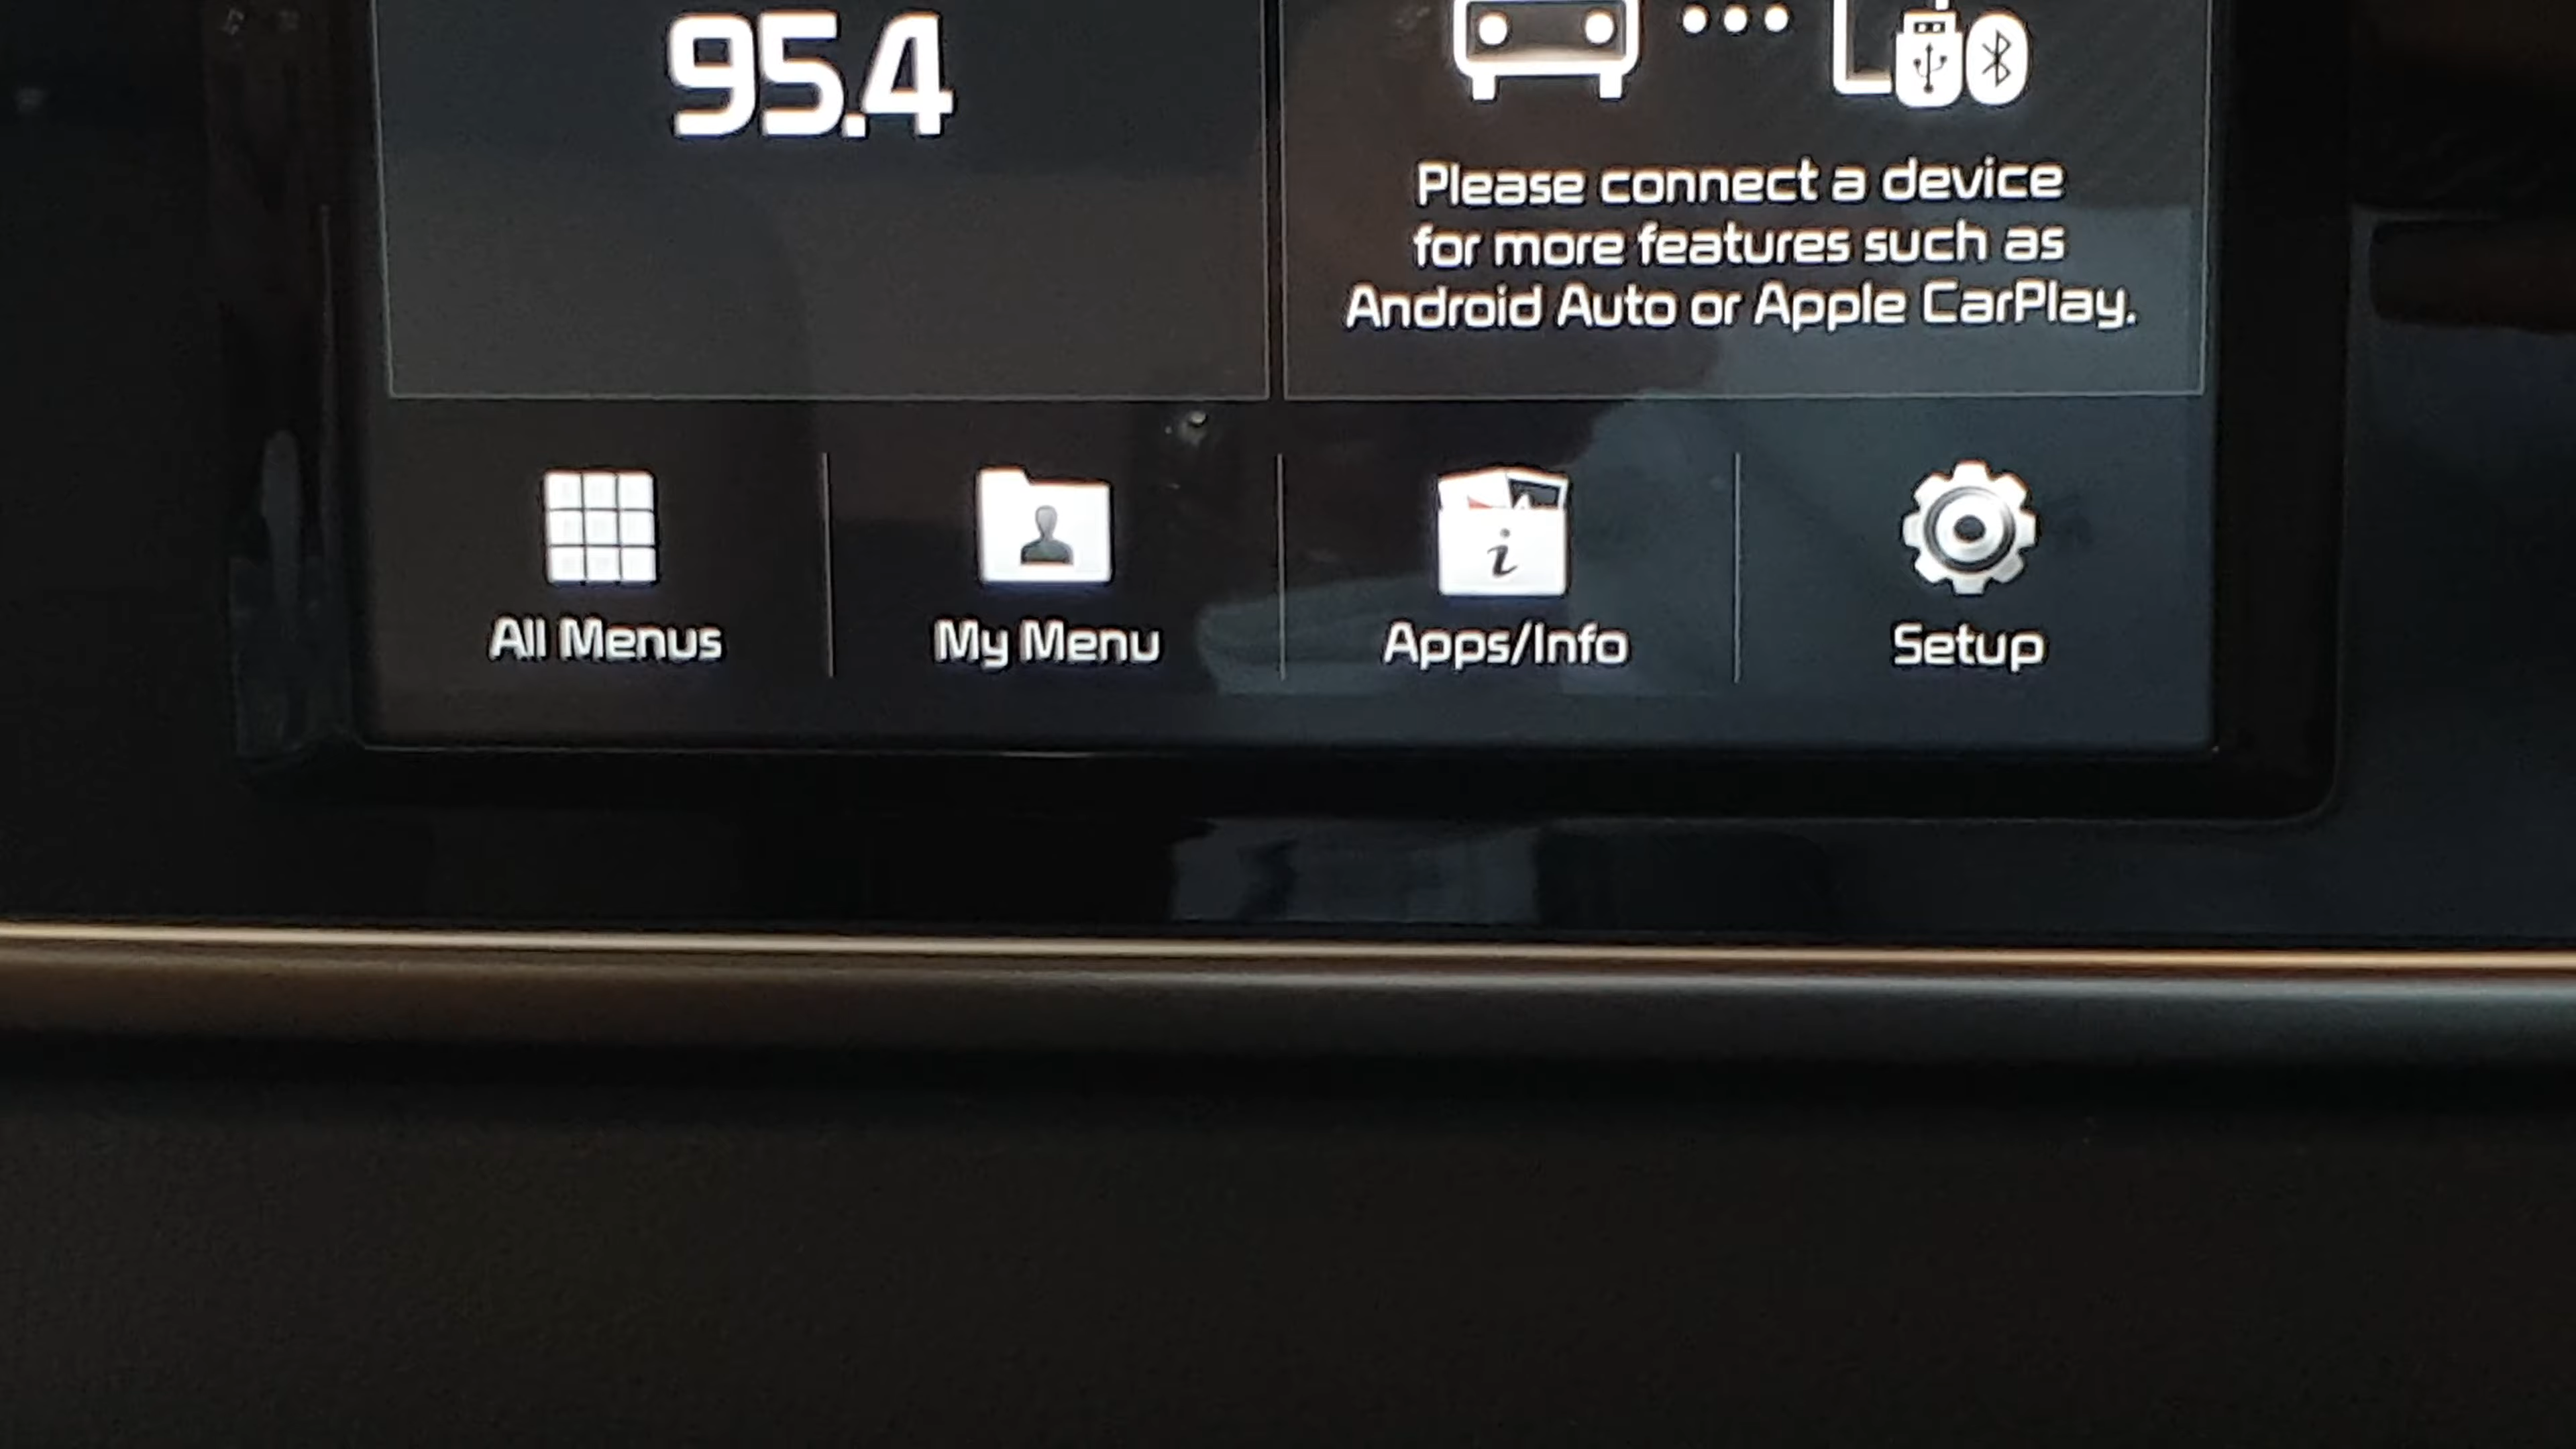 95.4
Please connect a device
for more features such as
Android Auto or Apple CarPlay.
i
All Menus
My Menu
Apps/Info
Setup